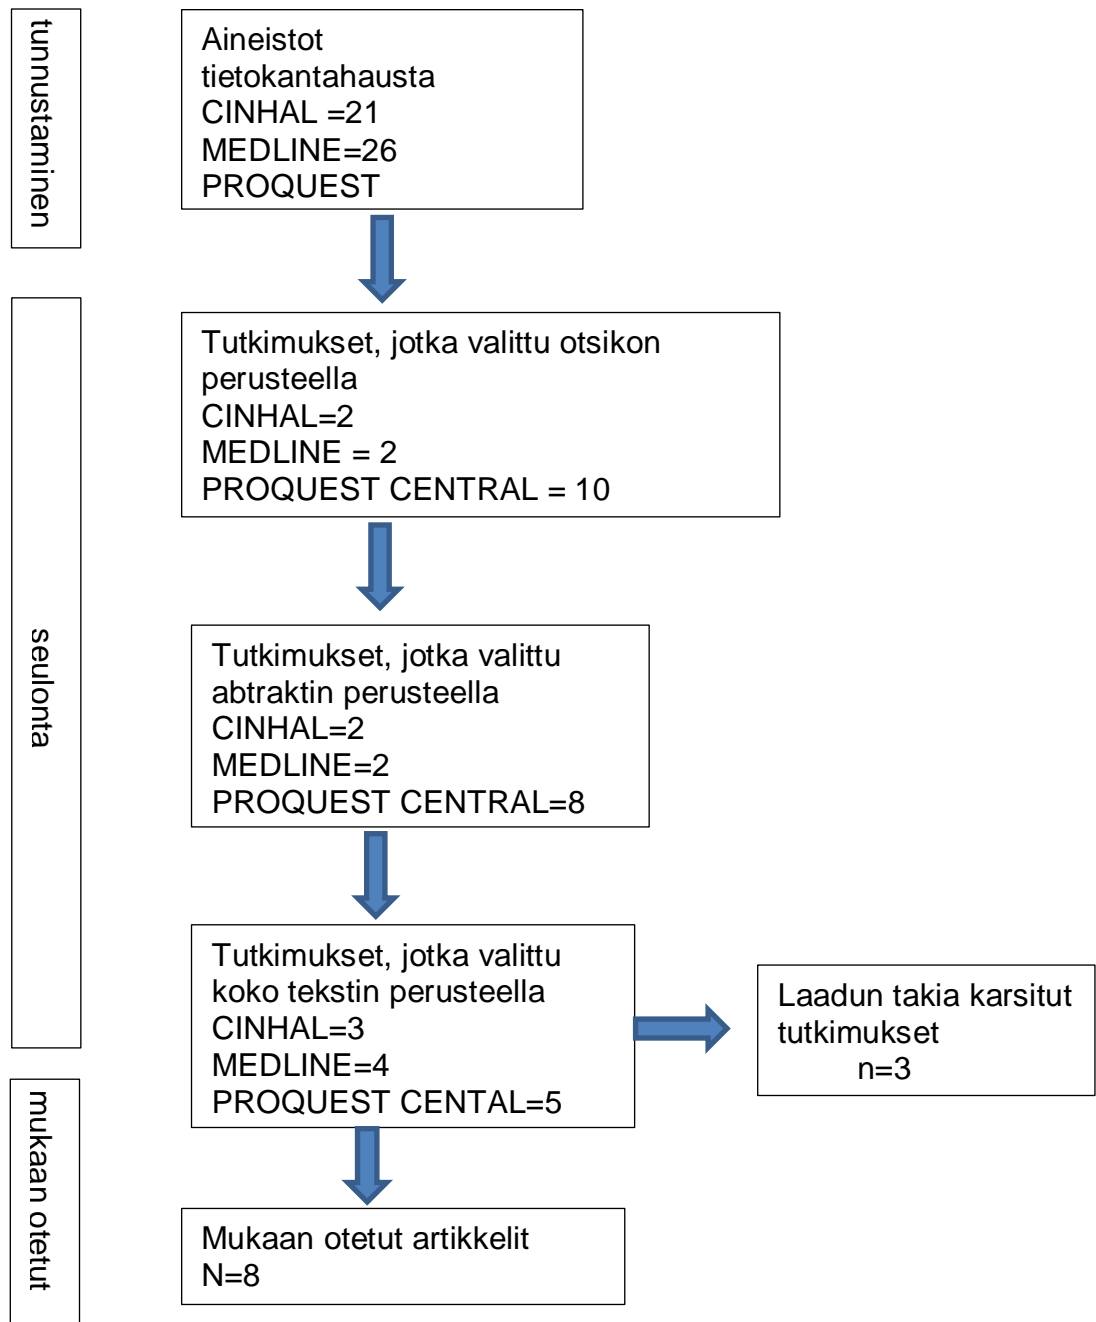 tunnustaminen
Aineistot
tietokantahausta
CINHAL =21
MEDLINE=26
PROQUEST
seulonta
Tutkimukset, jotka valittu otsikon
perusteella
CINHAL=2
MEDLINE = 2
PROQUEST CENTRAL = 10
Tutkimukset, jotka valittu
abtraktin perusteella
CINHAL=2
MEDLINE=2
PROQUEST CENTRAL=8
Tutkimukset, jotka valittu
koko tekstin perusteella
CINHAL=3
MEDLINE=4
PROQUEST CENTAL=5
Laadun takia karsitut
tutkimukset
n=3
mukaan otetut
Mukaan otetut artikkelit
N=8